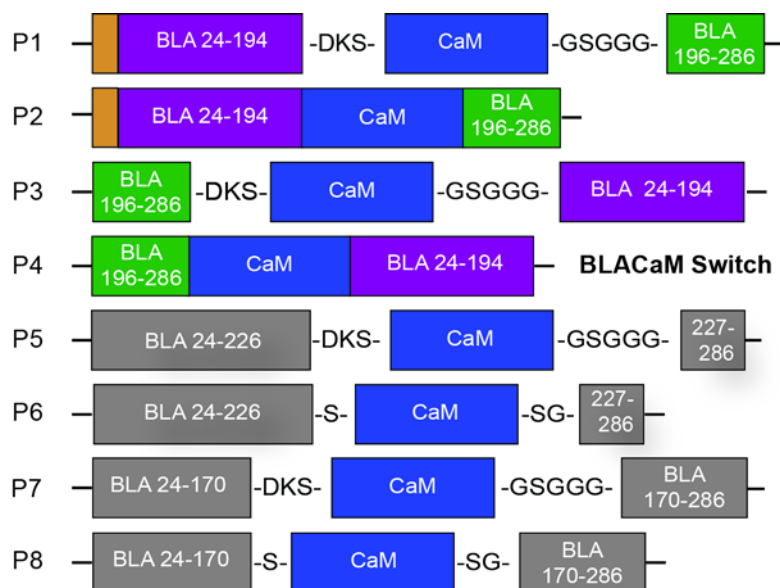 P1 BLA 24-194 -DKS- CaM -GSGGG- BLA
196-286
P2 BLA 24-194 CaM BLA
196-286
P3 BLA
196-286 -DKS- CaM -GSGGG- BLA 24-194
P4 BLA
196-286 CaM BLA 24-194 BLACaM Switch
P5 BLA 24-226 -DKS- CaM -GSGGG- 227-
286
P6 BLA 24-226 -S- CaM -SG- 227-
286
P7 BLA 24-170 -DKS- CaM -GSGGG- BLA
170-286
P8 BLA 24-170 -S- CaM -SG- BLA
170-286